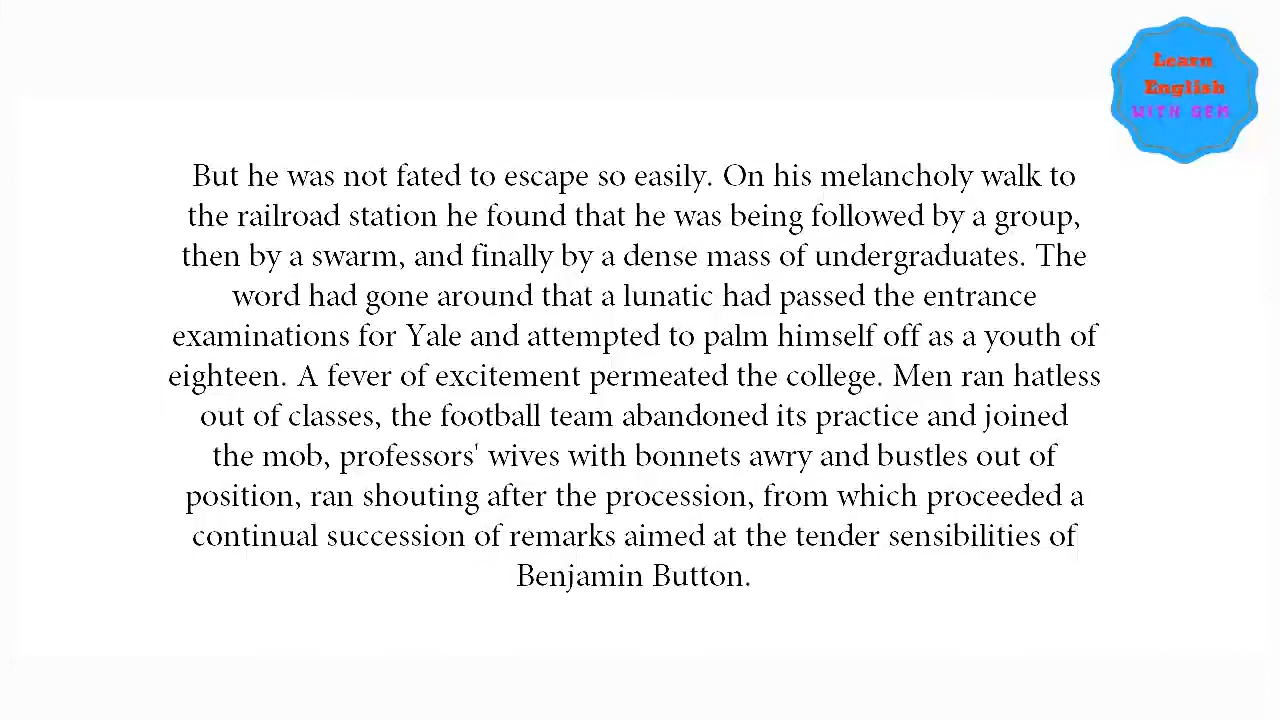 Learn
English
WITH GEM
But he was not fated to escape so easily. On his melancholy walk to
the railroad station he found that he was being followed by a group,
then by a swarm, and finally by a dense mass of undergraduates. The
word had gone around that a lunatic had passed the entrance
examinations for Yale and attempted to palm himself off as a youth of
eighteen. A fever of excitement permeated the college. Men ran hatless
out of classes, the football team abandoned its practice and joined
the mob, professors' wives with bonnets awry and bustles out of
position, ran shouting after the procession, from which proceeded a
continual succession of remarks aimed at the tender sensibilities of
Benjamin Button.